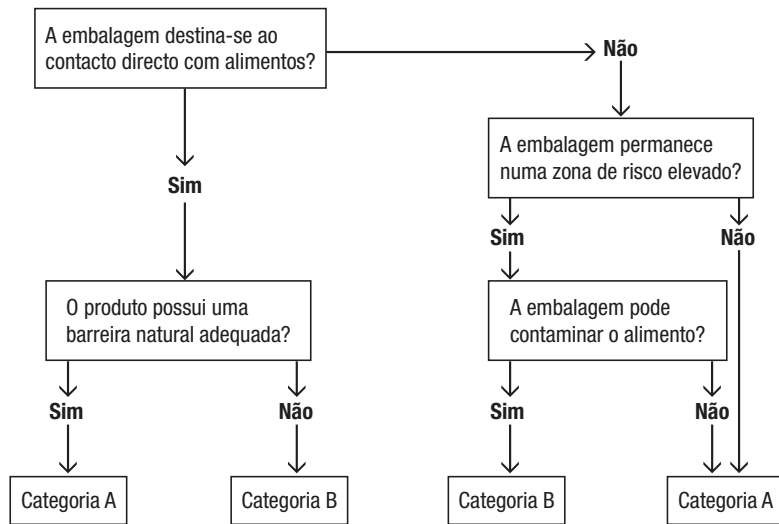 A embalagem destina-se ao
contacto directo com alimentos?
Não
A embalagem permanece
numa zona de risco elevado?
Sim
Sim
Não
O produto possui uma
barreira natural adequada?
A embalagem pode
contaminar o alimento?
Sim
Não
Sim
Não
Categoria A
Categoria B
Categoria B
Categoria A